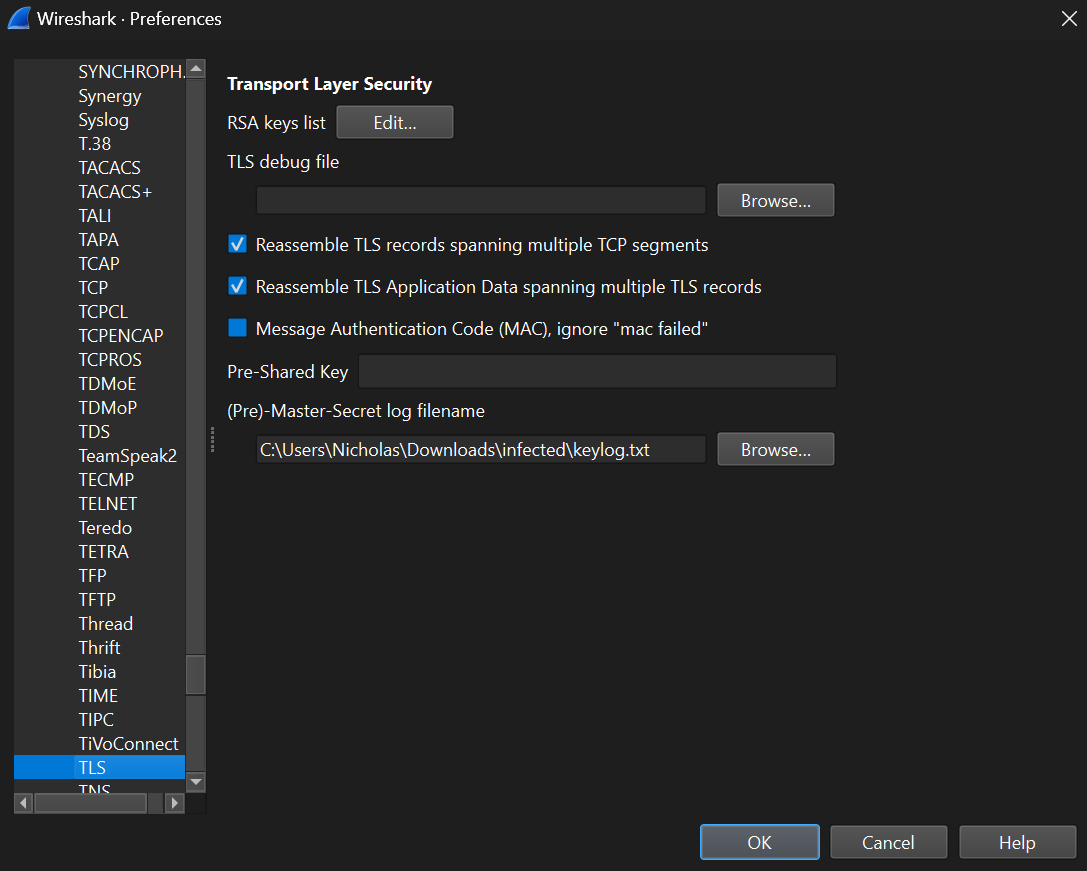 Wireshark · Preferences
SYNCHROPH.
Synergy
Syslog
T.38
TACACS
TACACS+
TALI
TAPA
TCAP
TCP
TCPCL
TCPENCAP
TCPROS
TDMoE
TDMoP
TDS
TeamSpeak2
TECMP
TELNET
Teredo
TETRA
TFP
TFTP
Thread
Thrift
Tibia
TIME
TIPC
TiVoConnect
TLS
TNS
Transport Layer Security
RSA keys list Edit...
TLS debug file
Browse...
Reassemble TLS records spanning multiple TCP segments
Reassemble TLS Application Data spanning multiple TLS records
Message Authentication Code (MAC), ignore "mac failed"
Pre-Shared Key
(Pre)-Master-Secret log filename
C:\Users\Nicholas\Downloads\infected\keylog.txt Browse...
OK Cancel Help